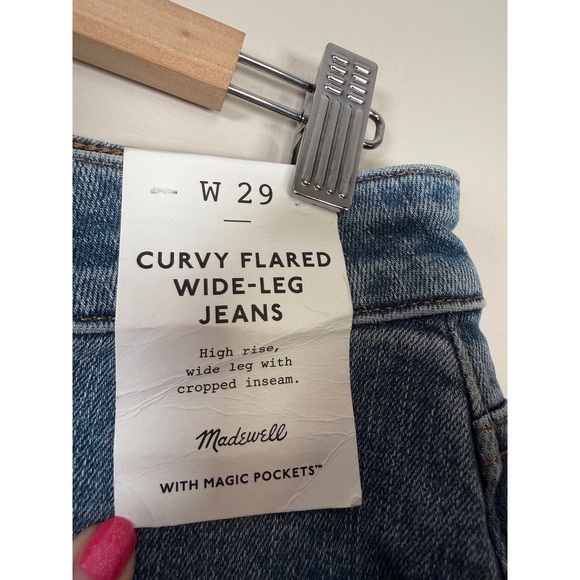 W 29
CURVY FLARED
WIDE-LEG
JEANS
High rise,
wide leg with
cropped inseam.
Madewell
WITH MAGIC POCKETS™